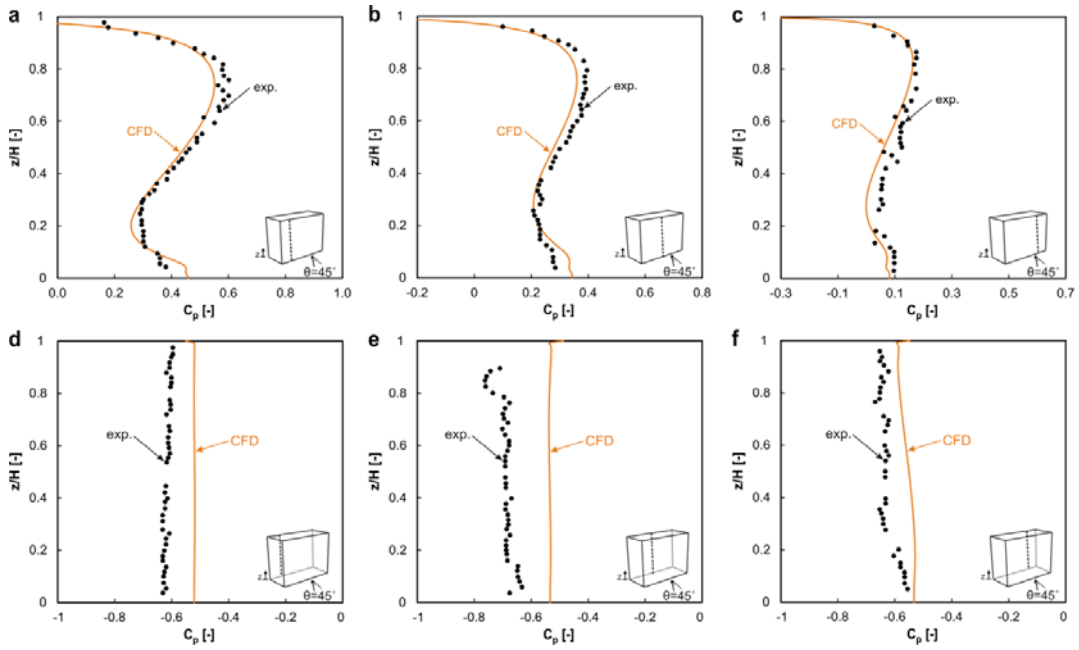 a
1
0.8
0.6
0.4
0.2
0
z/H [-]
exp.
CFD
z
θ=45°
0.0 0.2 0.4 0.6 0.8 1.0
Cp [-]
b
1
0.8
0.6
0.4
0.2
0
z/H [-]
exp.
CFD
z
θ=45°
-0.2 0 0.2 0.4 0.6 0.8
Cp [-]
c
1
0.8
0.6
0.4
0.2
0
z/H [-]
exp.
CFD
z
θ=45°
-0.3 -0.1 0.1 0.3 0.5 0.7
Cp [-]
d
1
0.8
0.6
0.4
0.2
0
z/H [-]
exp.
CFD
z
θ=45°
-1 -0.8 -0.6 -0.4 -0.2 0
Cp [-]
e
1
0.8
0.6
0.4
0.2
0
z/H [-]
exp.
CFD
z
θ=45°
-1 -0.8 -0.6 -0.4 -0.2 0
Cp [-]
f
1
0.8
0.6
0.4
0.2
0
z/H [-]
exp.
CFD
z
θ=45°
-1 -0.8 -0.6 -0.4 -0.2 0
Cp [-]